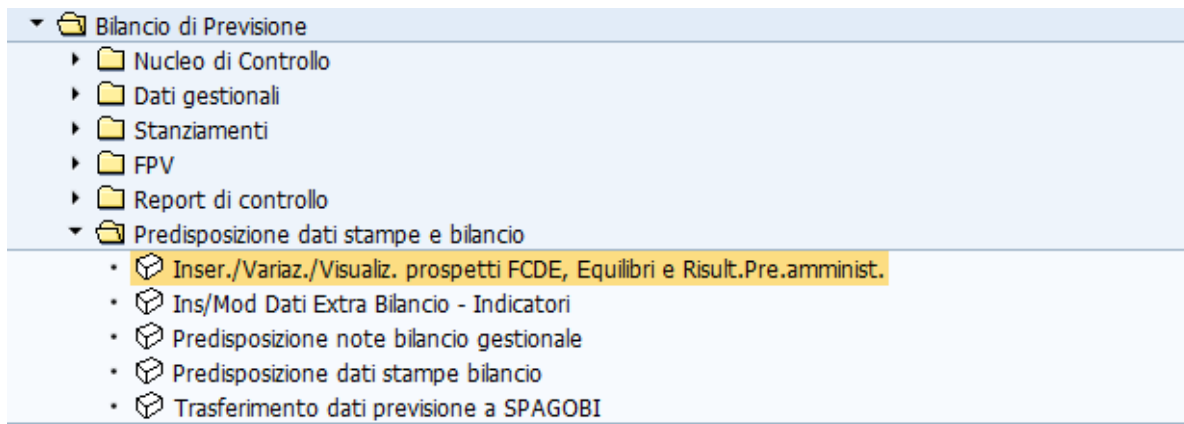 Bilancio di Previsione
Nucleo di Controllo
Dati gestionali
Stanziamenti
FPV
Report di controllo
Predisposizione dati stampe e bilancio
Inser./Variaz./Visualiz. prospetti FCDE, Equilibri e Risult.Pre.amminist.
Ins/Mod Dati Extra Bilancio - Indicatori
Predisposizione note bilancio gestionale
Predisposizione dati stampe bilancio
Trasferimento dati previsione a SPAGOBI